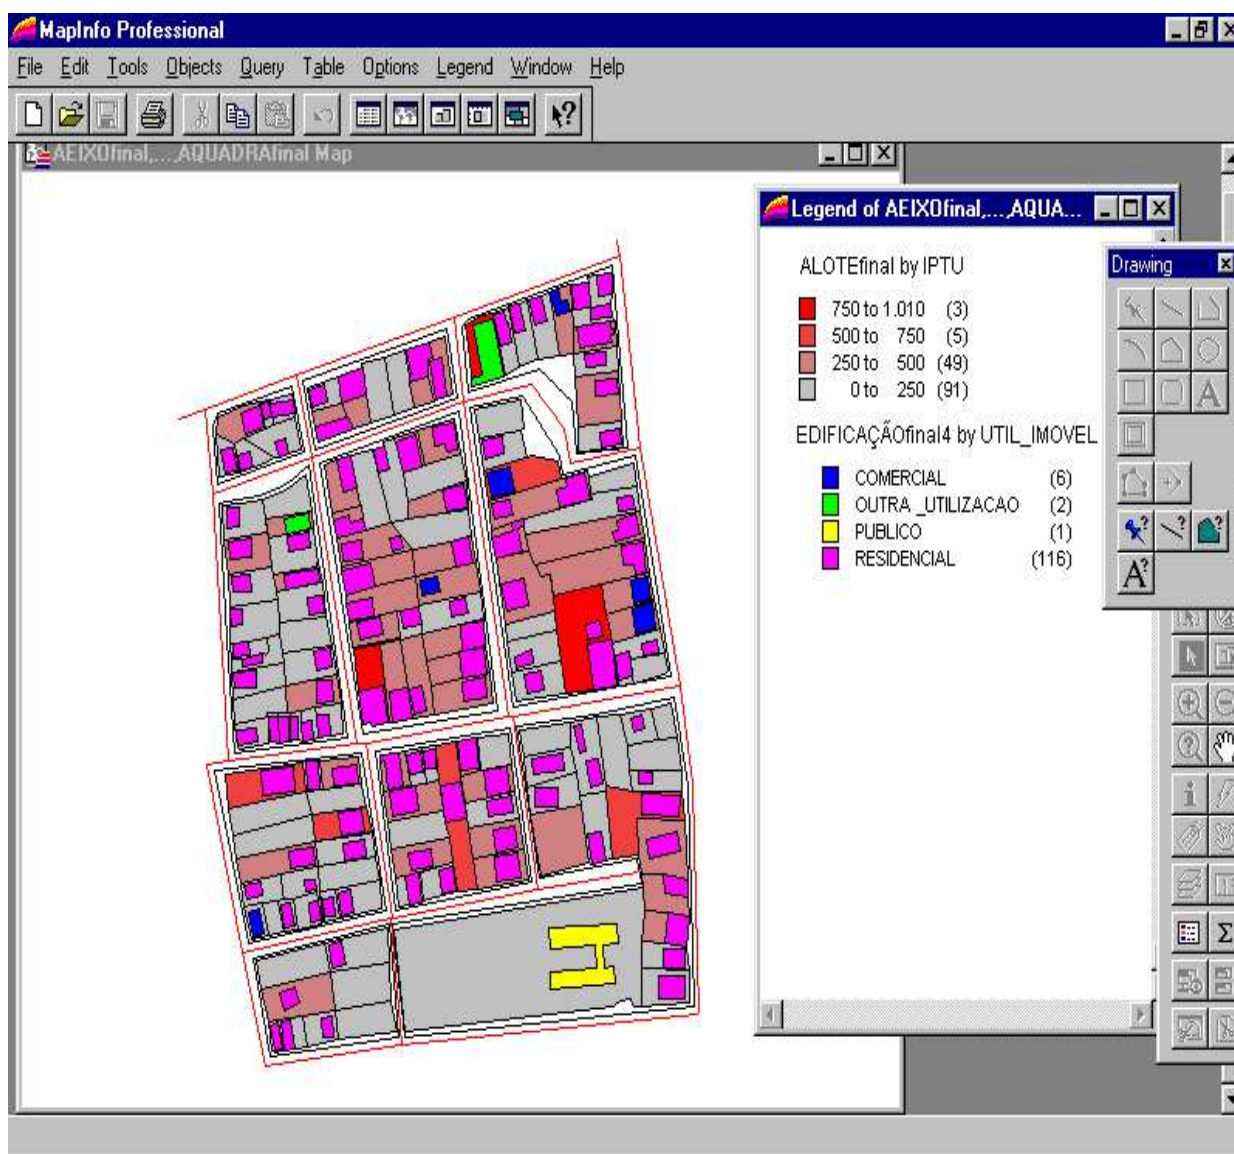 MapInfo Professional
File Edit Tools Objects Query Table Options Legend Window Help
AEIXOfinal,...,AQUADRAfinal Map
Legend of AEIXOfinal,...,AQUA...
Drawing
ALOTEfinal by IPTU
750 to 1.010 (3)
500 to 750 (5)
250 to 500 (49)
0 to 250 (91)
EDIFICAÇÃOfinal4 by UTIL_IMOVEL
COMERCIAL (6)
OUTRA _UTILIZACAO (2)
PUBLICO (1)
RESIDENCIAL (116)